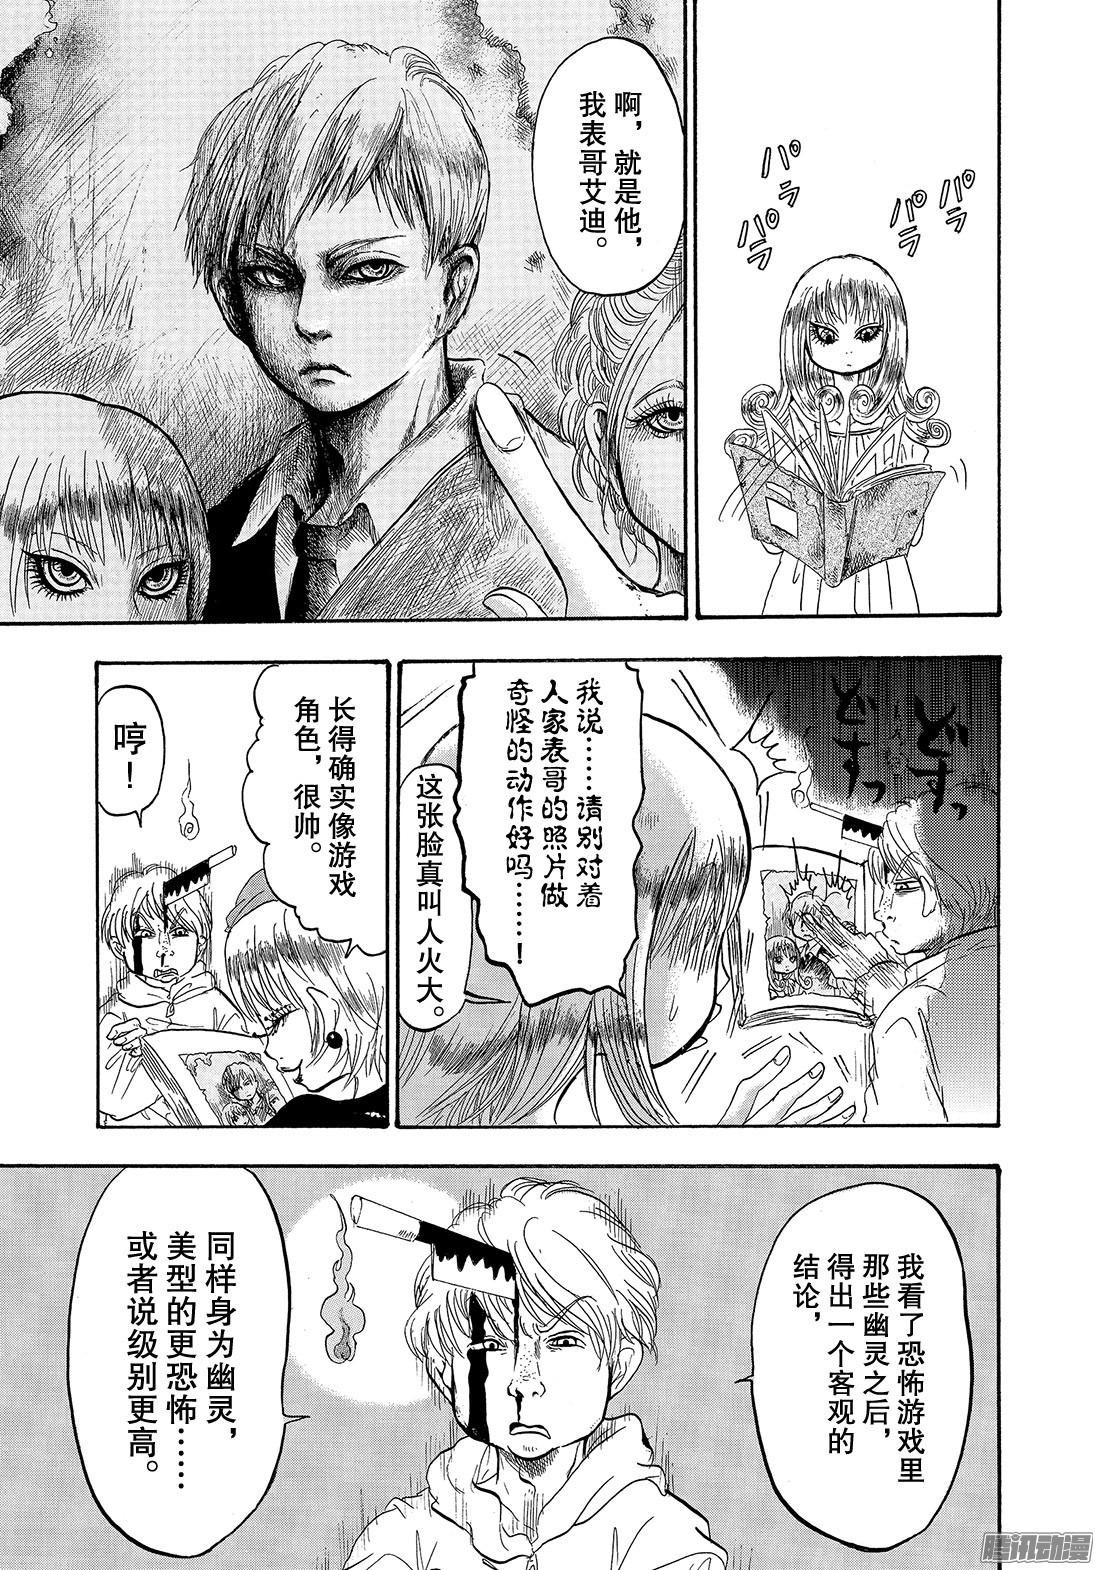 パラ
パラ
パラ
パラ
啊，就是他，
我表哥艾迪。
どすっ
どすっ
我说……请别对着
人家表哥的照片做
奇怪的动作好吗……！
这张脸真叫人火大。
长得确实像游戏
角色，很帅。
哼！
我看了恐怖游戏里
那些幽灵之后，
得出一个客观的
结论，
同样身为幽灵，
美型的更恐怖……
或者说级别更高。
腾讯动漫